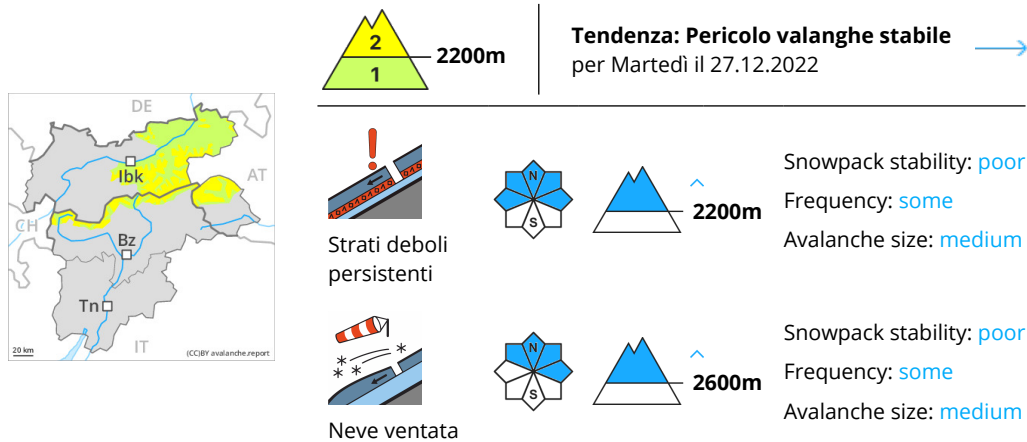 DE
Ibk
AT
CH
Bz
Tn
IT
20 km
(CC)BY avalanche.report
2
1
2200m
Tendenza: Pericolo valanghe stabile
per Martedì il 27.12.2022
Strati deboli
persistenti
N
S
2200m
Snowpack stability: poor
Frequency: some
Avalanche size: medium
Neve ventata
N
S
2600m
Snowpack stability: poor
Frequency: some
Avalanche size: medium